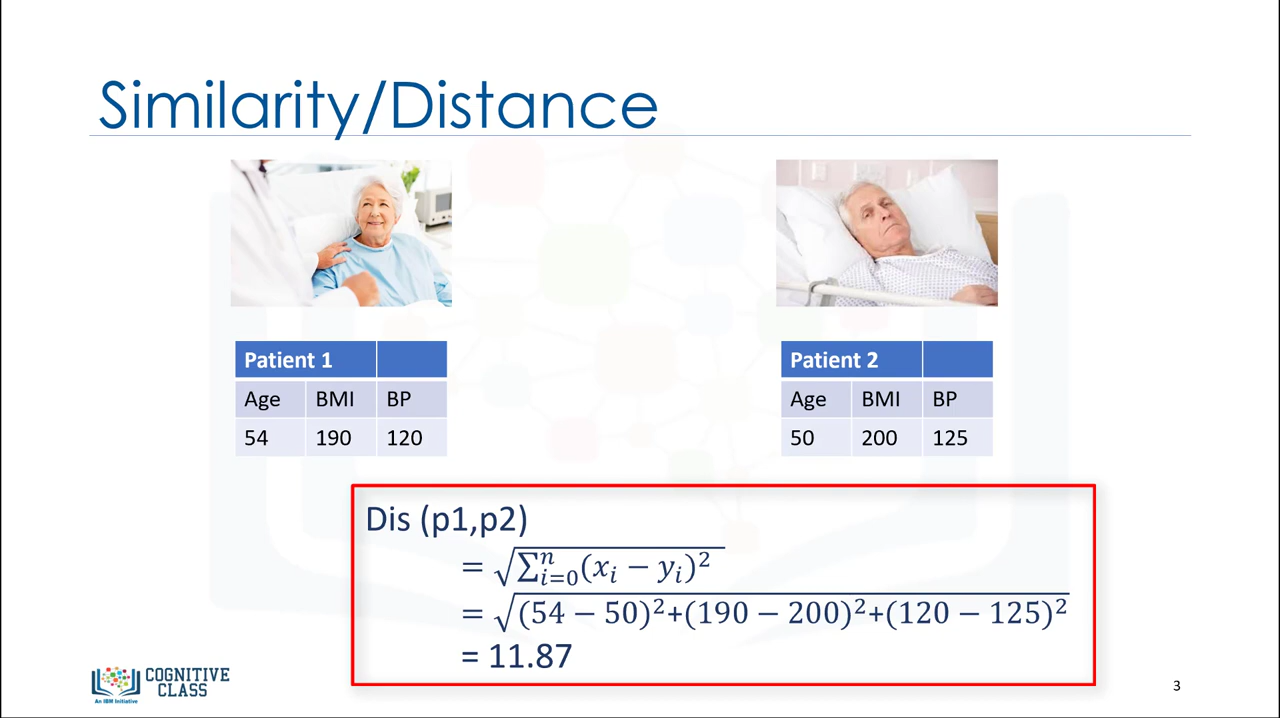 Similarity/Distance
Patient 1
Age BMI BP
54 190 120
Patient 2
Age BMI BP
50 200 125
Dis (p1,p2)
= √∑ⁿᵢ₌₀(xᵢ − yᵢ)²
= √(54 − 50)²+(190 − 200)²+(120 − 125)²
= 11.87
COGNITIVE
CLASS
An IBM Initiative
3